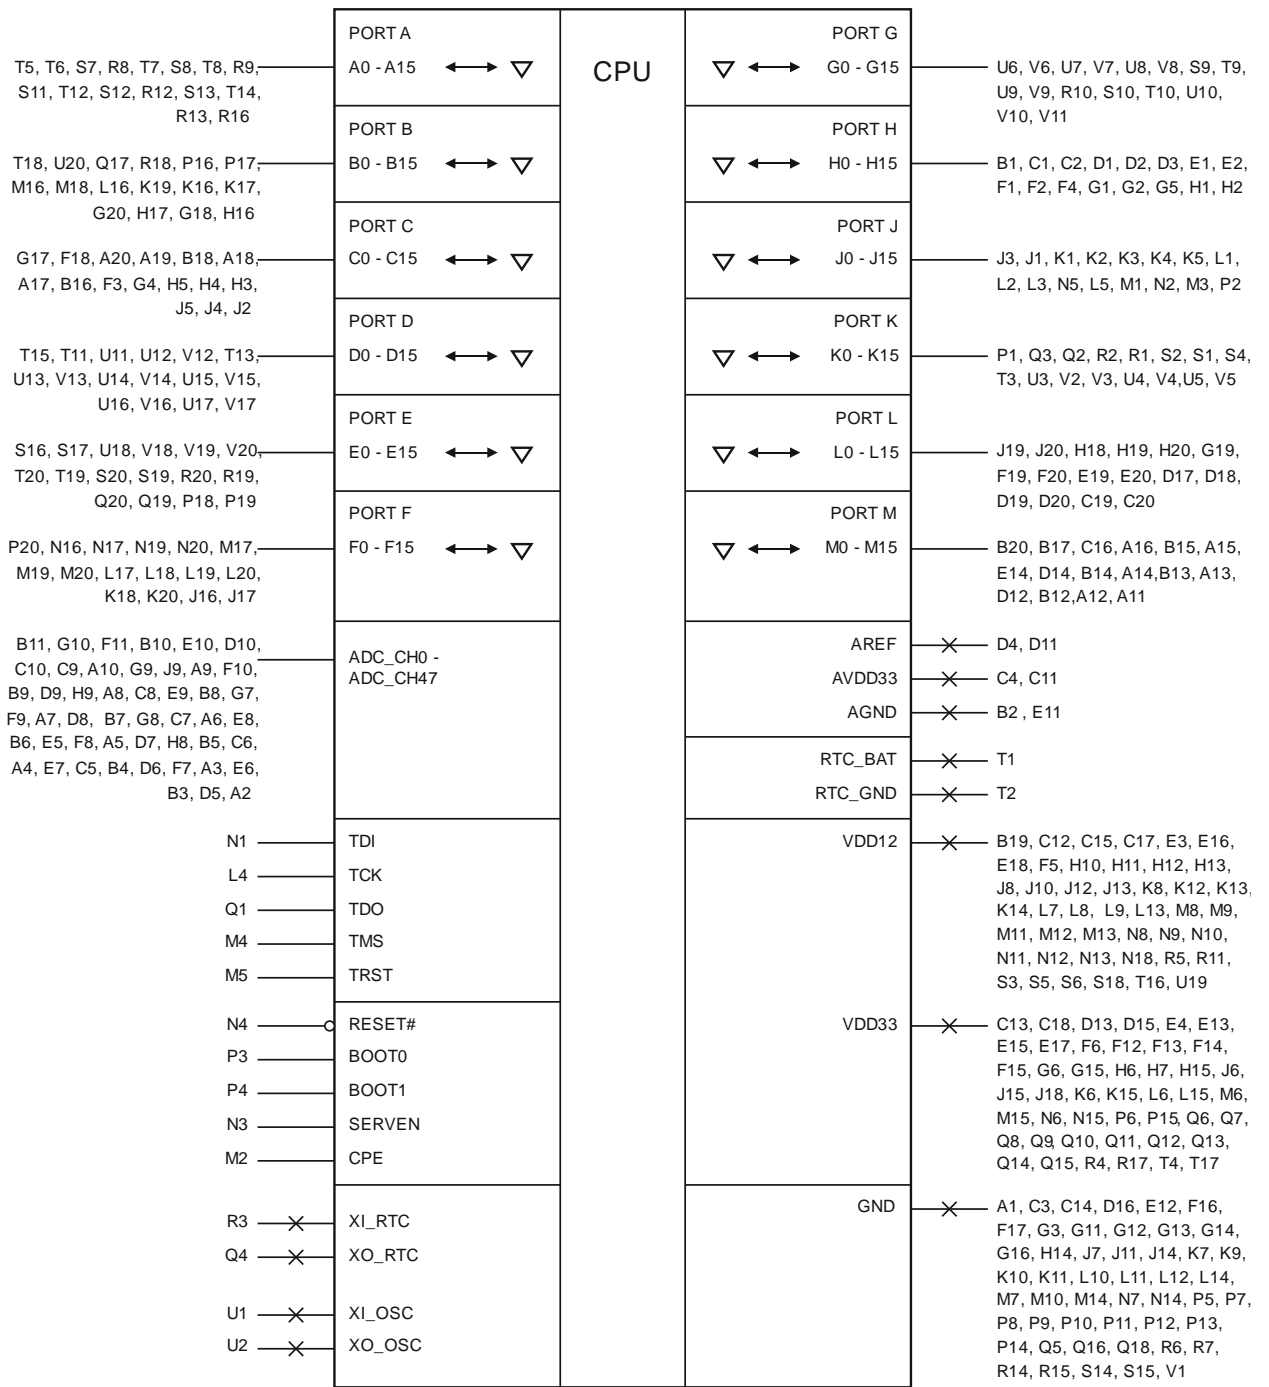 CPU
PORT A
T5, T6, S7, R8, T7, S8, T8, R9,
A0 - A15
S11, T12, S12, R12, S13, T14,
R13, R16
PORT B
T18, U20, Q17, R18, P16, P17,
B0 - B15
M16, M18, L16, K19, K16, K17,
G20, H17, G18, H16
PORT C
G17, F18, A20, A19, B18, A18,
C0 - C15
A17, B16, F3, G4, H5, H4, H3,
J5, J4, J2
PORT D
T15, T11, U11, U12, V12, T13,
D0 - D15
U13, V13, U14, V14, U15, V15,
U16, V16, U17, V17
PORT E
S16, S17, U18, V18, V19, V20,
E0 - E15
T20, T19, S20, S19, R20, R19,
Q20, Q19, P18, P19
PORT F
P20, N16, N17, N19, N20, M17,
F0 - F15
M19, M20, L17, L18, L19, L20,
K18, K20, J16, J17
B11, G10, F11, B10, E10, D10,
ADC_CH0 -
ADC_CH47
C10, C9, A10, G9, J9, A9, F10,
B9, D9, H9, A8, C8, E9, B8, G7,
F9, A7, D8, B7, G8, C7, A6, E8,
B6, E5, F8, A5, D7, H8, B5, C6,
A4, E7, C5, B4, D6, F7, A3, E6,
B3, D5, A2
N1 TDI
L4 TCK
Q1 TDO
M4 TMS
M5 TRST
N4 RESET#
P3 BOOT0
P4 BOOT1
N3 SERVEN
M2 CPE
R3 XI_RTC
Q4 XO_RTC
U1 XI_OSC
U2 XO_OSC
PORT G
G0 - G15
U6, V6, U7, V7, U8, V8, S9, T9,
U9, V9, R10, S10, T10, U10,
V10, V11
PORT H
H0 - H15
B1, C1, C2, D1, D2, D3, E1, E2,
F1, F2, F4, G1, G2, G5, H1, H2
PORT J
J0 - J15
J3, J1, K1, K2, K3, K4, K5, L1,
L2, L3, N5, L5, M1, N2, M3, P2
PORT K
K0 - K15
P1, Q3, Q2, R2, R1, S2, S1, S4,
T3, U3, V2, V3, U4, V4,U5, V5
PORT L
L0 - L15
J19, J20, H18, H19, H20, G19,
F19, F20, E19, E20, D17, D18,
D19, D20, C19, C20
PORT M
M0 - M15
B20, B17, C16, A16, B15, A15,
E14, D14, B14, A14,B13, A13,
D12, B12,A12, A11
AREF D4, D11
AVDD33 C4, C11
AGND B2 , E11
RTC_BAT T1
RTC_GND T2
VDD12 B19, C12, C15, C17, E3, E16,
E18, F5, H10, H11, H12, H13,
J8, J10, J12, J13, K8, K12, K13,
K14, L7, L8, L9, L13, M8, M9,
M11, M12, M13, N8, N9, N10,
N11, N12, N13, N18, R5, R11,
S3, S5, S6, S18, T16, U19
VDD33 C13, C18, D13, D15, E4, E13,
E15, E17, F6, F12, F13, F14,
F15, G6, G15, H6, H7, H15, J6,
J15, J18, K6, K15, L6, L15, M6,
M15, N6, N15, P6, P15, Q6, Q7,
Q8, Q9, Q10, Q11, Q12, Q13,
Q14, Q15, R4, R17, T4, T17
GND A1, C3, C14, D16, E12, F16,
F17, G3, G11, G12, G13, G14,
G16, H14, J7, J11, J14, K7, K9,
K10, K11, L10, L11, L12, L14,
M7, M10, M14, N7, N14, P5, P7,
P8, P9, P10, P11, P12, P13,
P14, Q5, Q16, Q18, R6, R7,
R14, R15, S14, S15, V1